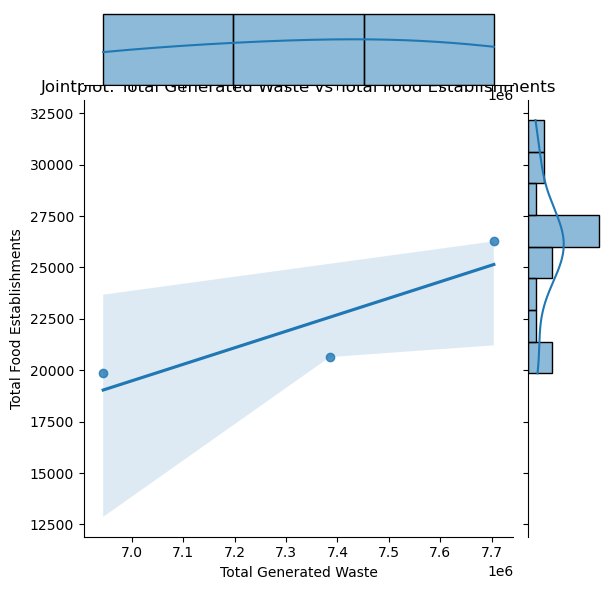 Jointplot: Total Generated Waste vs Total Food Establishments
1e6
32500
30000
27500
25000
22500
20000
17500
15000
12500
Total Food Establishments
7.0 7.1 7.2 7.3 7.4 7.5 7.6 7.7
1e6
Total Generated Waste